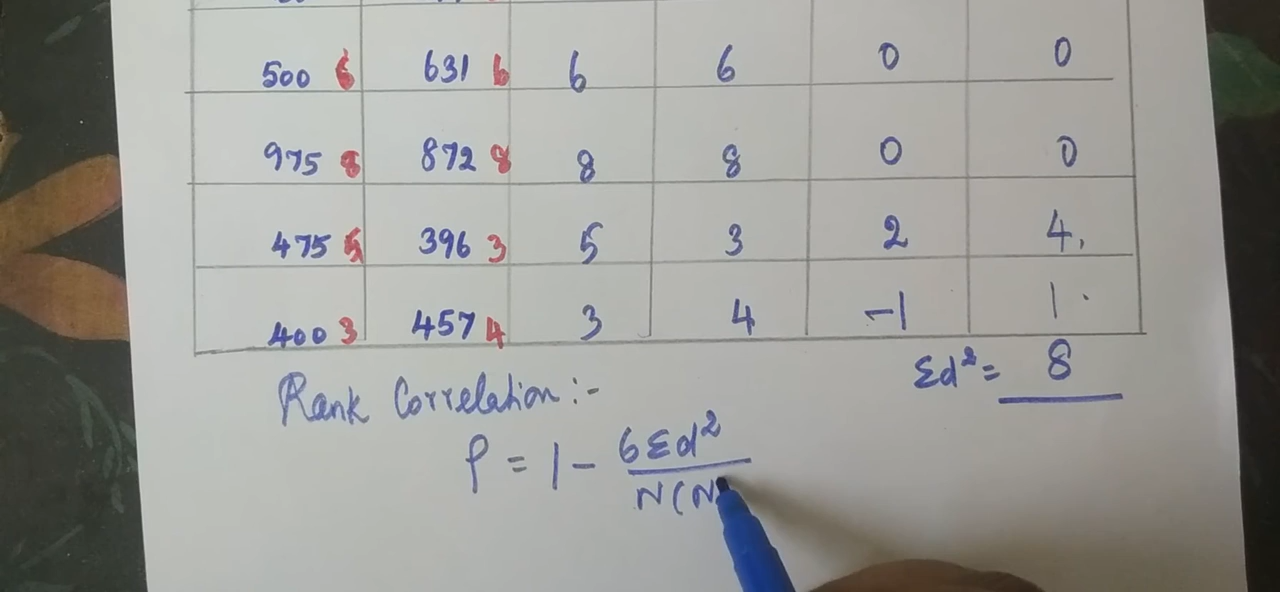 500 6 631 6 6 6 0 0
975 8 872 8 8 8 0 0
475 5 396 3 5 3 2 4.
400 3 457 4 3 4 -1 1.
Σd²= 8
Rank Correlation :-
ρ = 1 - 6Σd²
N(N